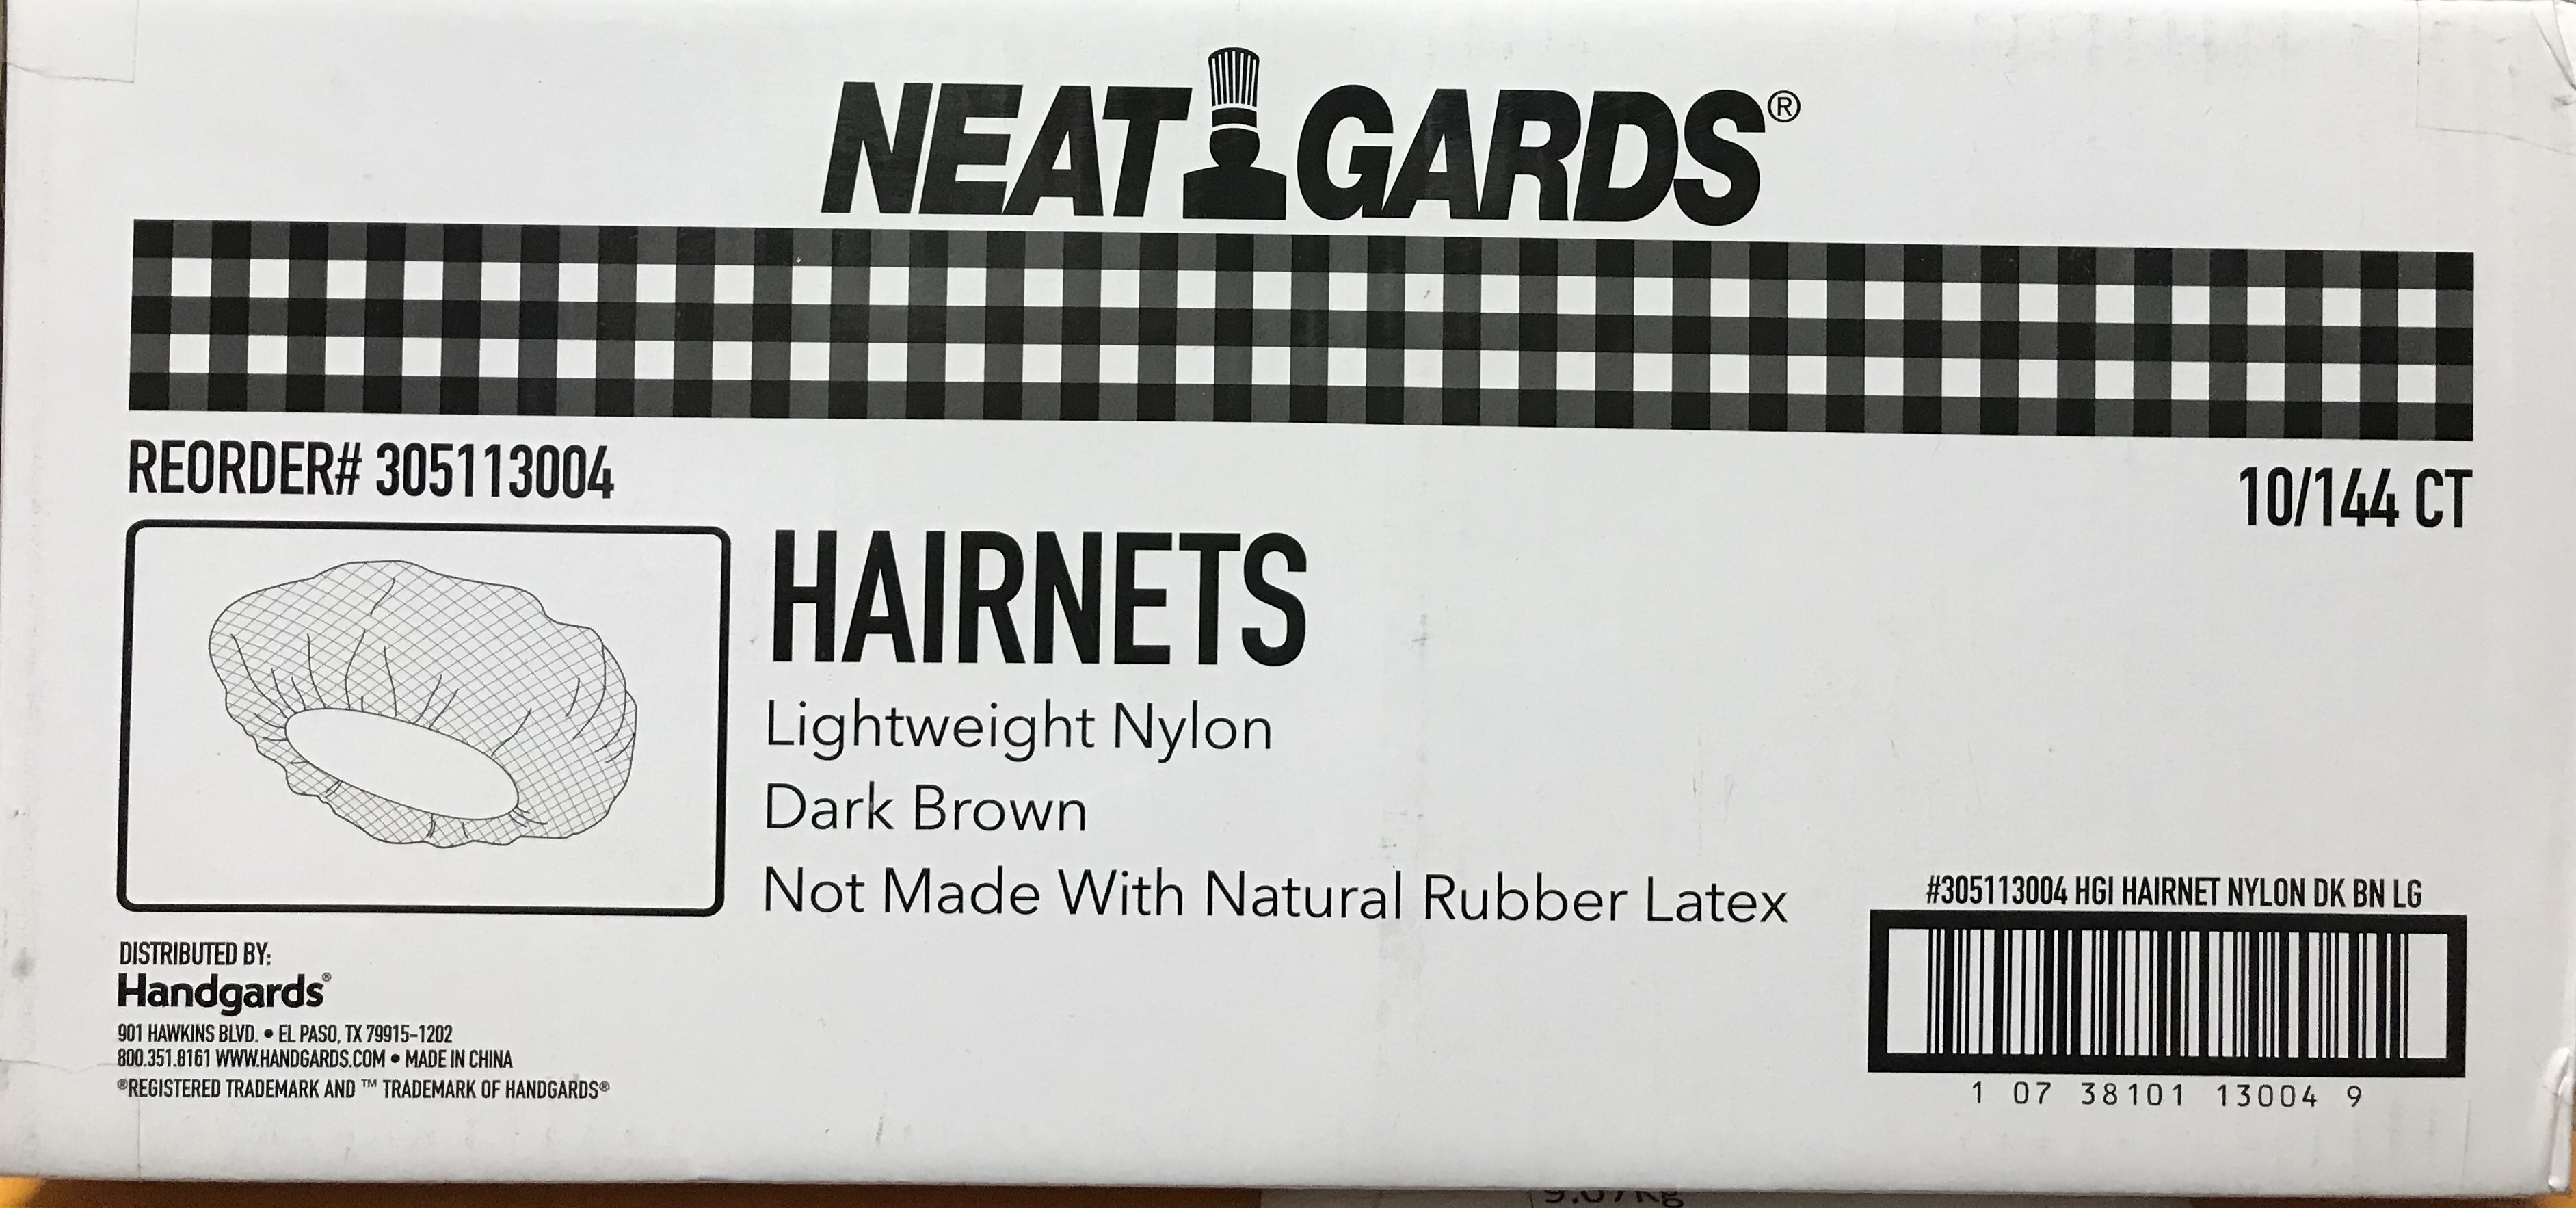 NEAT GARDS®
REORDER# 305113004
10/144 CT
HAIRNETS
Lightweight Nylon
Dark Brown
Not Made With Natural Rubber Latex
#305113004 HGI HAIRNET NYLON DK BN LG
1 07 38101 13004 9
DISTRIBUTED BY:
Handgards®
901 HAWKINS BLVD. • EL PASO, TX 79915-1202
800.351.8161 WWW.HANDGARDS.COM • MADE IN CHINA
®REGISTERED TRADEMARK AND ™ TRADEMARK OF HANDGARDS®